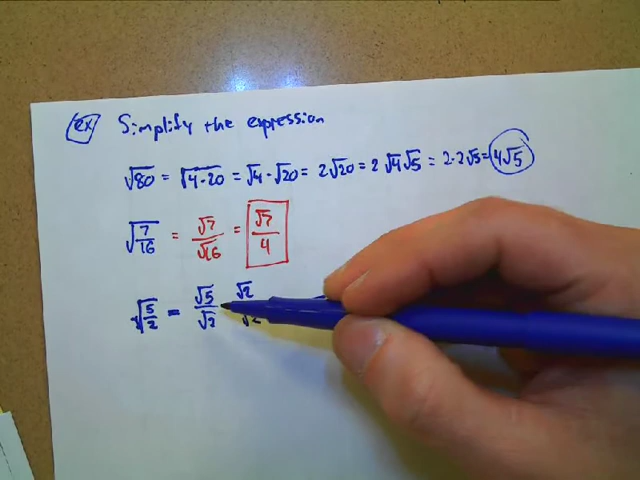 ex Simplify the expression
√80 = √4·20 = √4·√20 = 2√20 = 2√4√5 = 2·2√5 = 4√5
√7/16 = √7/√16 = √7/4
√5/2 = √5/√2 √2/√2